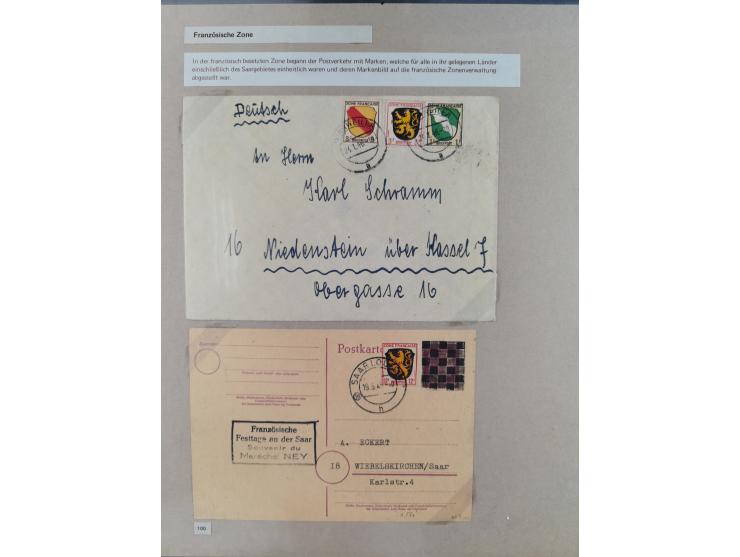 Französische Zone
In der französisch besetzten Zone begann der Postverkehr mit Marken, welche für alle in ihr gelegenen Länder
einschließlich des Saargebietes einheitlich waren und deren Markenbild auf die französische Zonenverwaltung
abgestellt war.
Deutsch
ZONE FRANÇAISE
ZONE FRANÇAISE
An Herrn
Karl Schramm
16 Niedenstein über Kassel 7
Obergasse 16
Postkarte
ZONE FRANÇAISE
12
SAARLOU
h
Französische
Festtage an der Saar
Souvenir du
Maréchal NEY
A. ECKERT
18
WIEBELSKIRCHEN/Saar
Karlstr.4
100